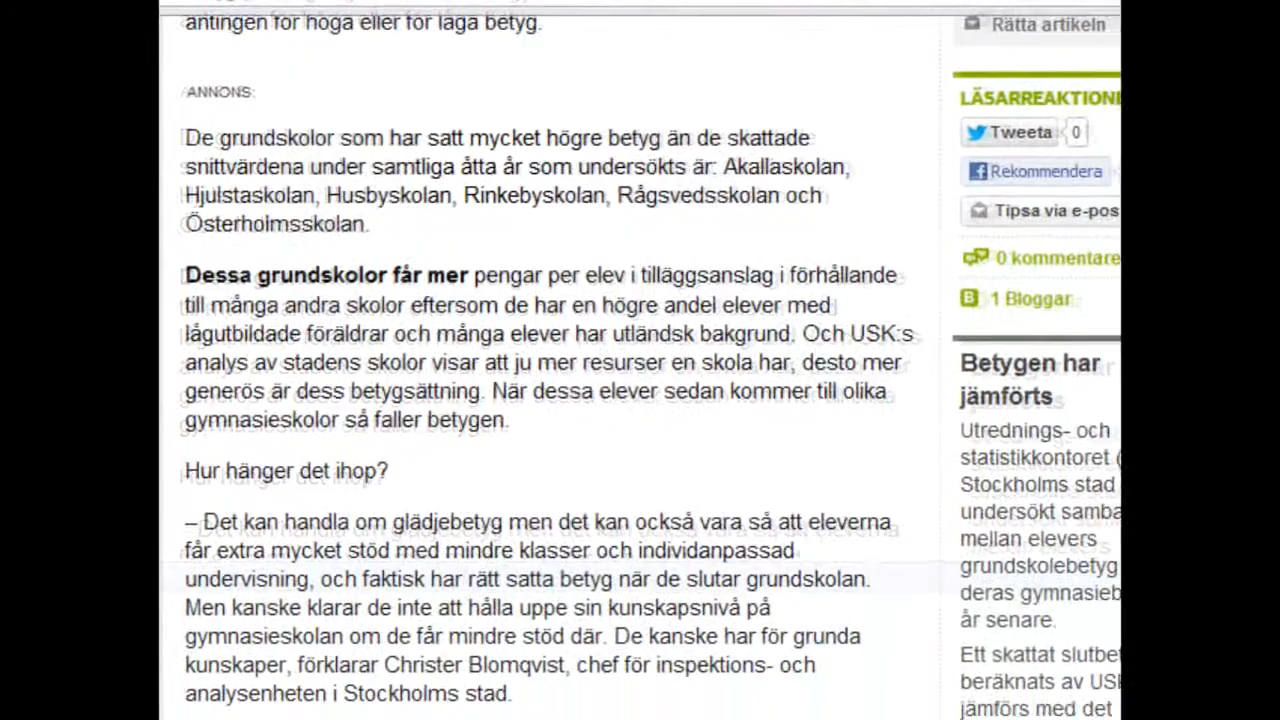 antingen för höga eller för låga betyg.
ANNONS:
De grundskolor som har satt mycket högre betyg än de skattade
snittvärdena under samtliga åtta år som undersökts är: Akallaskolan,
Hjulstaskolan, Husbyskolan, Rinkebyskolan, Rågsvedsskolan och
Österholmsskolan.
Dessa grundskolor får mer pengar per elev i tilläggsanslag i förhållande
till många andra skolor eftersom de har en högre andel elever med
lågutbildade föräldrar och många elever har utländsk bakgrund. Och USK:s
analys av stadens skolor visar att ju mer resurser en skola har, desto mer
generös är dess betygsättning. När dessa elever sedan kommer till olika
gymnasieskolor så faller betygen.
Hur hänger det ihop?
– Det kan handla om glädjebetyg men det kan också vara så att eleverna
får extra mycket stöd med mindre klasser och individanpassad
undervisning, och faktisk har rätt satta betyg när de slutar grundskolan.
Men kanske klarar de inte att hålla uppe sin kunskapsnivå på
gymnasieskolan om de får mindre stöd där. De kanske har för grunda
kunskaper, förklarar Christer Blomqvist, chef för inspektions- och
analysenheten i Stockholms stad.
Rätta artikeln
LÄSARREAKTIONE
Tweeta 0
Rekommendera
Tipsa via e-pos
0 kommentare
1 Bloggar
Betygen har
jämförts
Utrednings- och
statistikkontoret (
Stockholms stad
undersökt samba
mellan elevers
grundskolebetyg
deras gymnasieb
år senare.
Ett skattat slutbet
beräknats av USK
jämförs med det